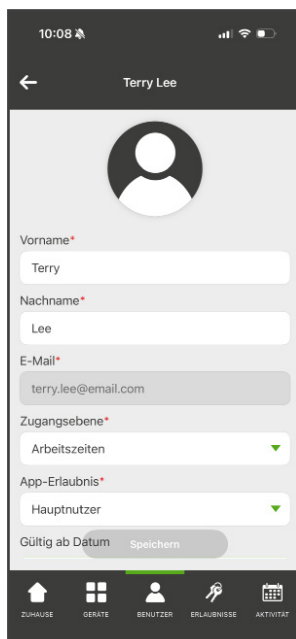 10:08
Terry Lee
Vorname*
Terry
Nachname*
Lee
E-Mail*
terry.lee@email.com
Zugangsebene*
Arbeitszeiten
App-Erlaubnis*
Hauptnutzer
Gültig ab Datum Speichern
ZUHAUSE GERÄTE BENUTZER ERLAUBNISSE AKTIVITÄT